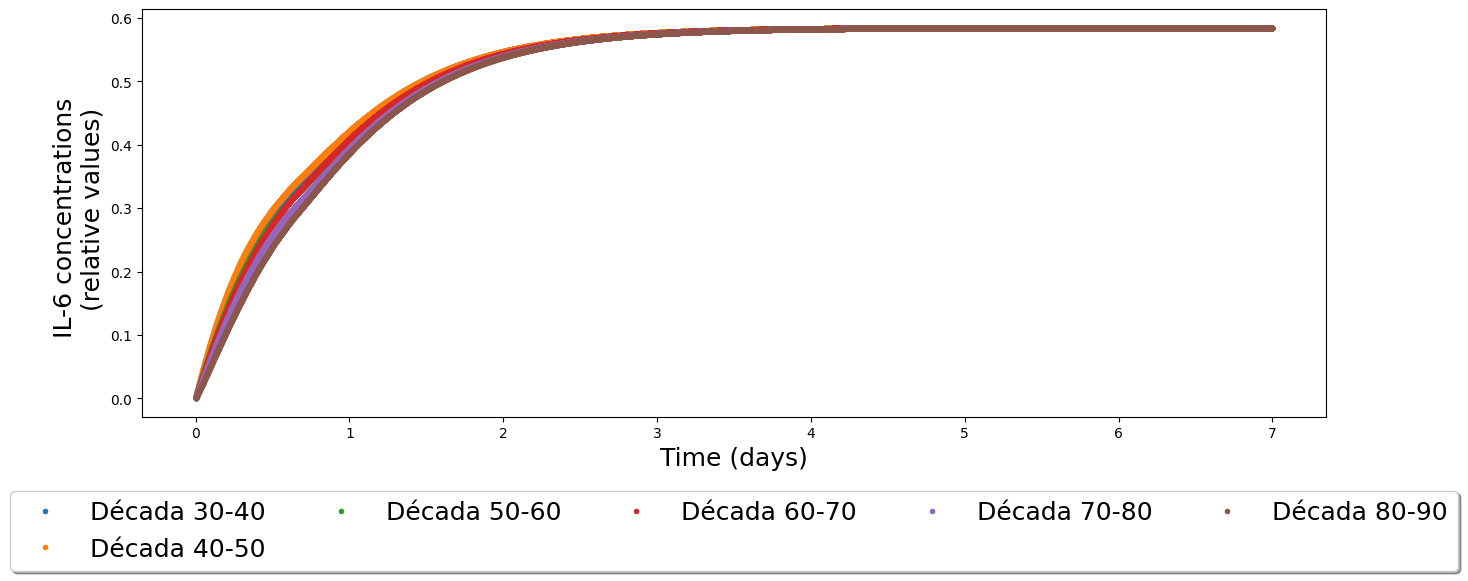 0.6
0.5
0.4
0.3
0.2
0.1
0.0
IL-6 concentrations
(relative values)
0 1 2 3 4 5 6 7
Time (days)
Década 30-40 Década 50-60 Década 60-70 Década 70-80 Década 80-90
Década 40-50